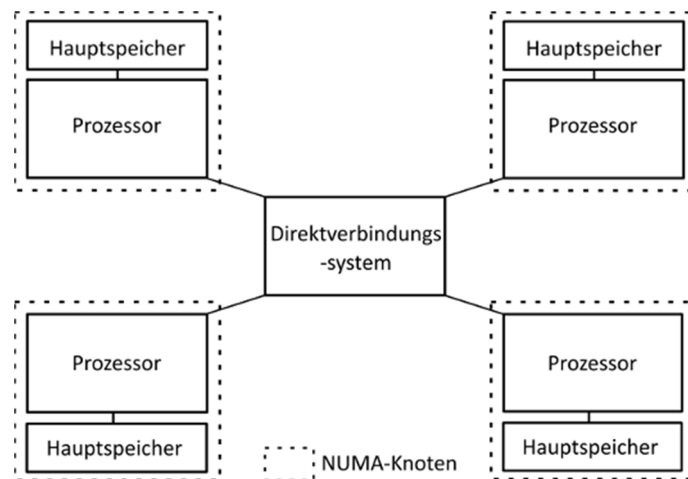 Hauptspeicher
Hauptspeicher
Prozessor
Prozessor
Direktverbindungs
-system
Prozessor
Prozessor
Hauptspeicher
Hauptspeicher
NUMA-Knoten